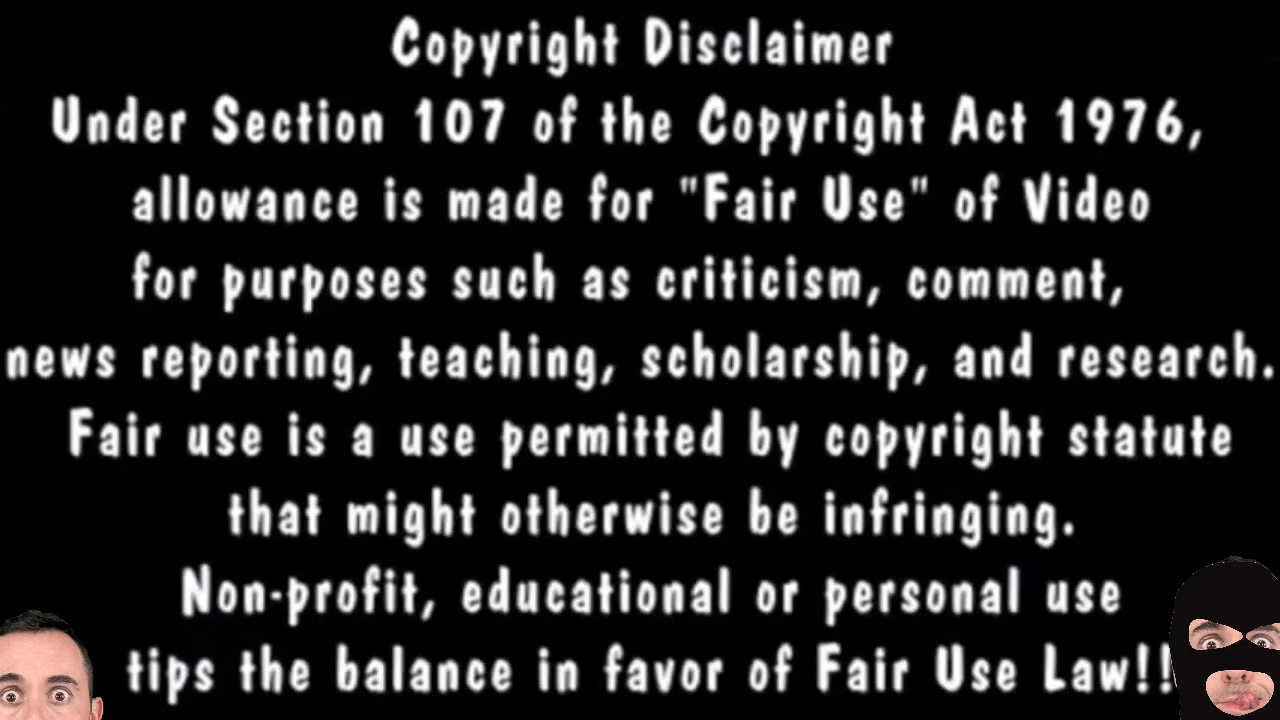 Copyright Disclaimer
Under Section 107 of the Copyright Act 1976,
allowance is made for "Fair Use" of Video
for purposes such as criticism, comment,
news reporting, teaching, scholarship, and research.
Fair use is a use permitted by copyright statute
that might otherwise be infringing.
Non-profit, educational or personal use
tips the balance in favor of Fair Use Law!!